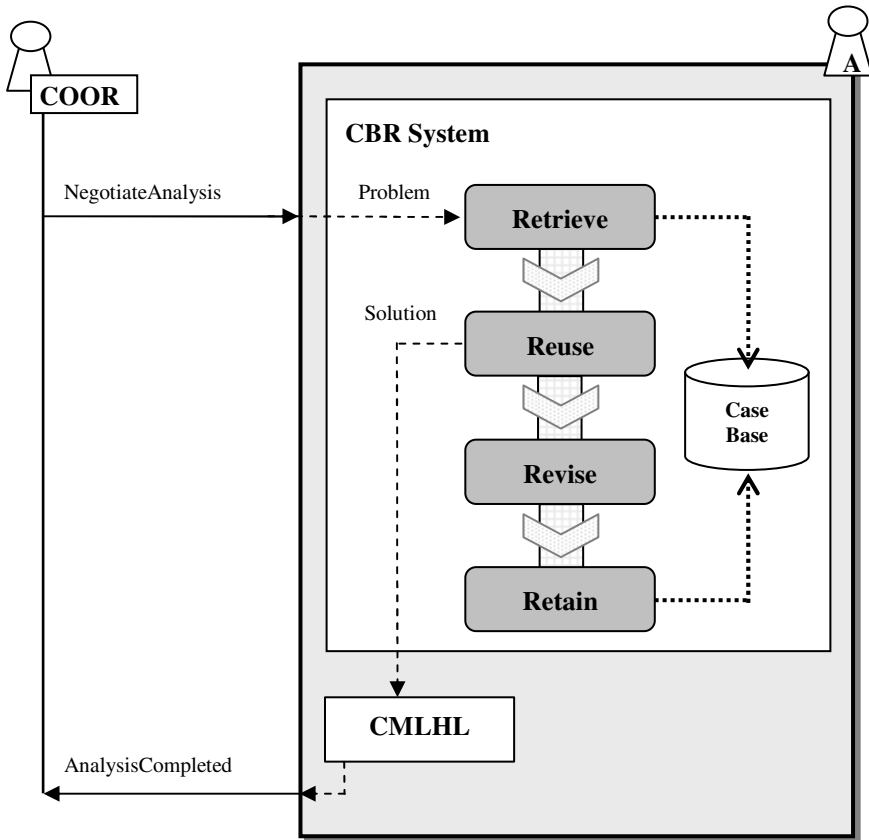 A
COOR
CBR System
NegotiateAnalysis
Problem
Retrieve
Solution
Reuse
Case
Base
Revise
Retain
CMLHL
AnalysisCompleted